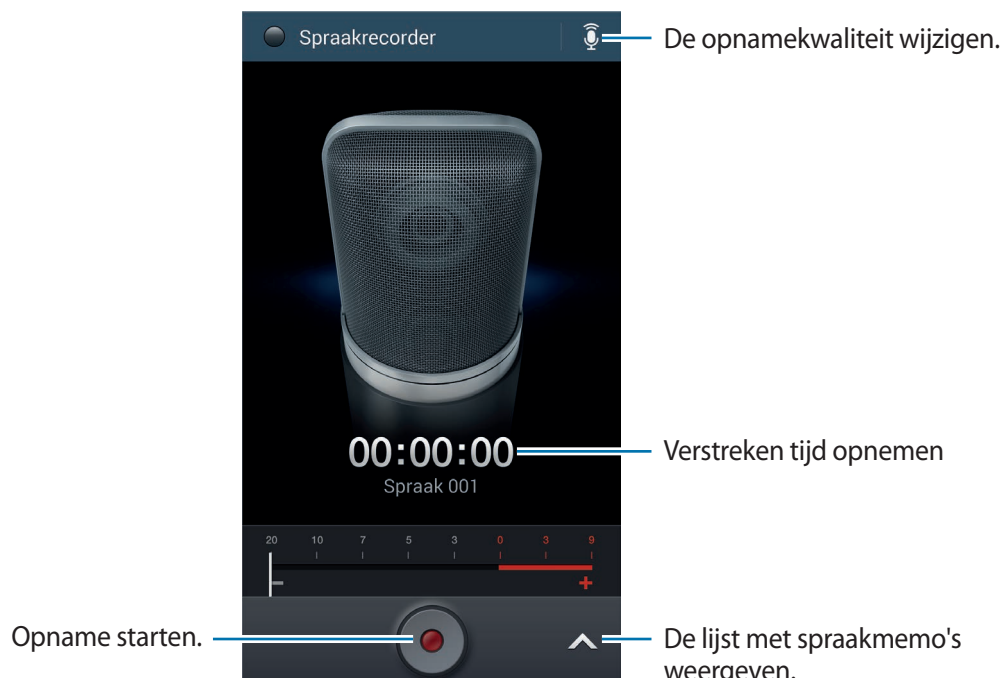 Spraakrecorder
De opnamekwaliteit wijzigen.
00:00:00
Verstreken tijd opnemen
Spraak 001
20 10 7 5 3 0 3 9
− +
Opname starten.
De lijst met spraakmemo's
weergeven.